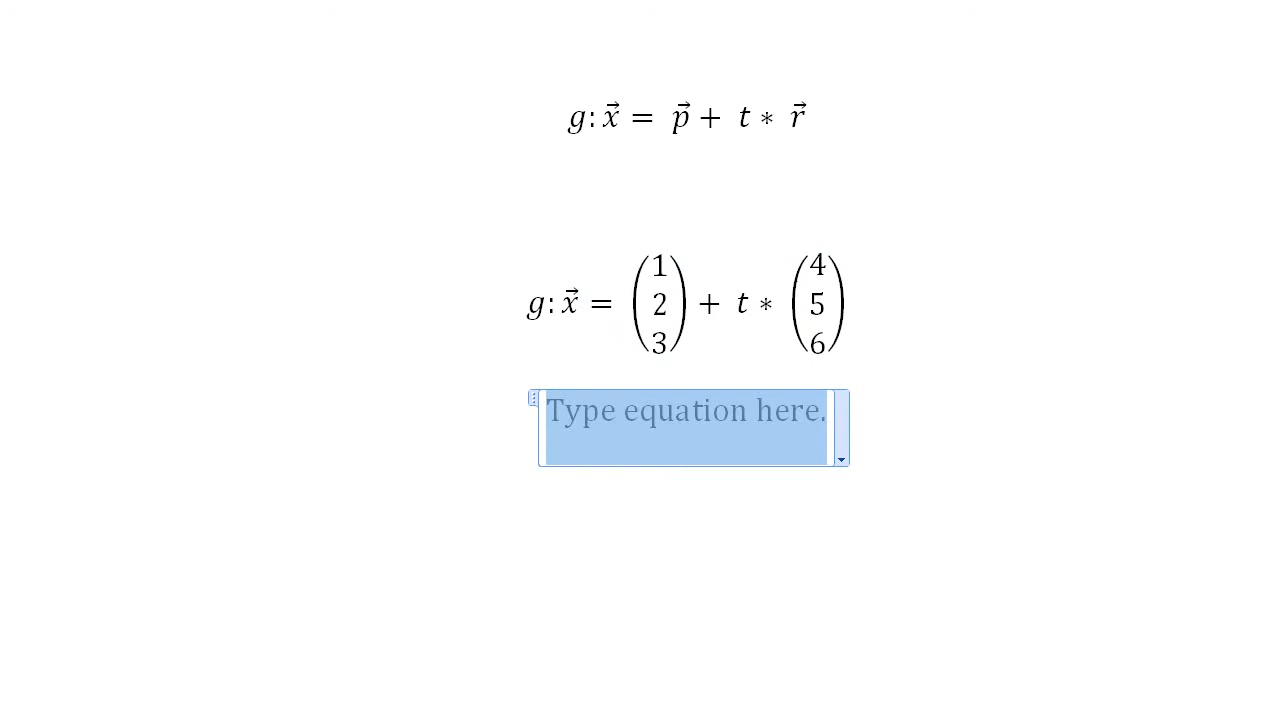 g: x⃗ = p⃗ + t∗ r⃗
g: x⃗ = (1 2 3) + t∗ (4 5 6)
Type equation here.